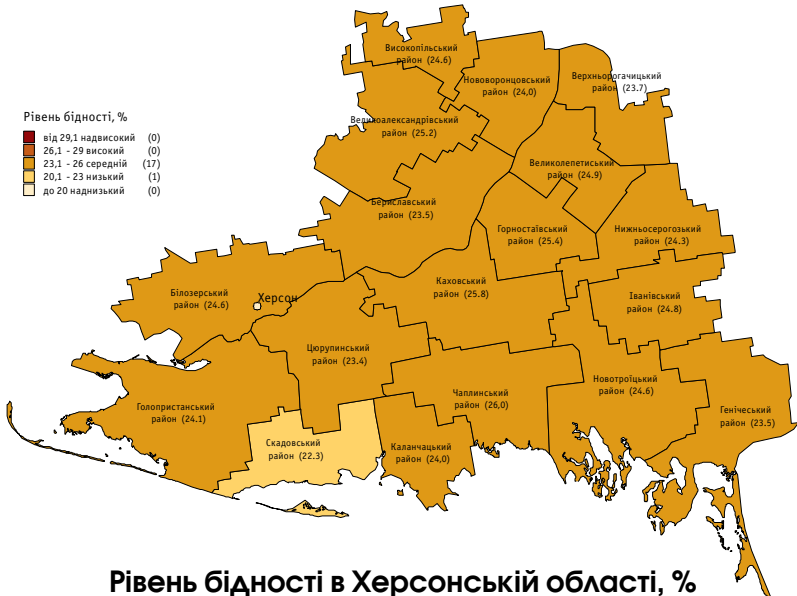 Високопільський
район (24.6)
Нововоронцовський
район (24,0)
Верхньорогачицький
район (23.7)
Рівень бідності, %
від 29,1 надвисокий (0)
26,1 - 29 високий (0)
23,1 - 26 середній (17)
20,1 - 23 низький (1)
до 20 наднизький (0)
Великоалександрівський
район (25.2)
Великолепетиський
район (24.9)
Бериславський
район (23.5)
Горностаївський
район (25.4)
Нижньосерогозький
район (24.3)
Білозерський
район (24.6)
Херсон
Каховський
район (25.8)
Іванівський
район (24.8)
Цюрупинський
район (23.4)
Чаплинський
район (26,0)
Новотроїцький
район (24.6)
Голопристанський
район (24.1)
Генічеський
район (23.5)
Скадовський
район (22.3)
Каланчацький
район (24,0)
Рівень бідності в Херсонській області, %